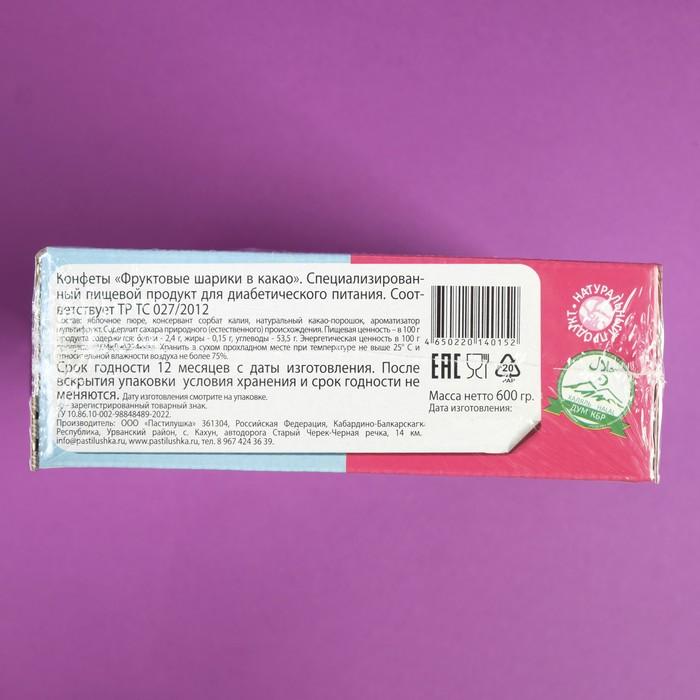 Конфеты «Фруктовые шарики в какао». Специализирован-
ный пищевой продукт для диабетического питания. Соот-
ветствует ТР ТС 027/2012
Состав: яблочное пюре, консервант сорбат калия, натуральный какао-порошок, ароматизатор
мультифрукт. Содержит сахара природного (естественного) происхождения. Пищевая ценность – в 100 г
продукта содержится: белки - 2,4 г, жиры - 0,15 г, углеводы - 53,5 г. Энергетическая ценность в 100 г
Хранить в сухом прохладном месте при температуре не выше 25° С и
относительной влажности воздуха не более 75%.
Срок годности 12 месяцев с даты изготовления. После
вскрытия упаковки условия хранения и срок годности не
меняются. Дату изготовления смотрите на упаковке.
– зарегистрированный товарный знак.
ТУ 10.86.10-002-98848489-2022.
Производитель: ООО «Пастилушка» 361304, Российская Федерация, Кабардино-Балкарская
Республика, Урванский район, с. Кахун, автодорога Старый Черек-Черная речка, 14 км.
info@pastilushka.ru, www.pastilushka.ru, тел. 8 967 424 36 39.
4 650220 140152
EAC
20
PAP
Масса нетто 600 гр.
Дата изготовления:
НАТУРАЛЬНЫЙ ПРОДУКТ
ДУМ КБР